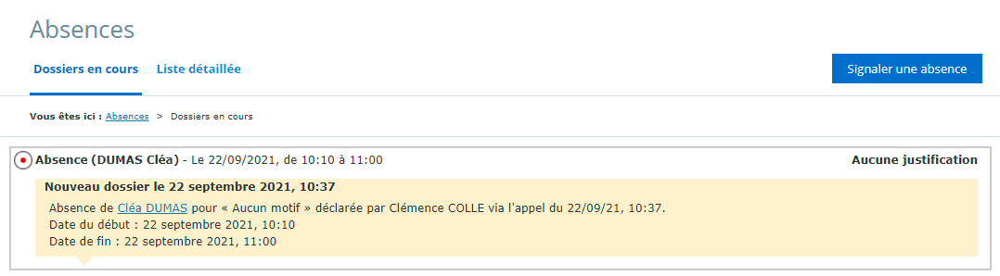 Absences
Dossiers en cours Liste détaillée Signaler une absence
Vous êtes ici : Absences > Dossiers en cours
Absence (DUMAS Cléa) - Le 22/09/2021, de 10:10 à 11:00 Aucune justification
Nouveau dossier le 22 septembre 2021, 10:37
Absence de Cléa DUMAS pour « Aucun motif » déclarée par Clémence COLLE via l'appel du 22/09/21, 10:37.
Date du début : 22 septembre 2021, 10:10
Date de fin : 22 septembre 2021, 11:00